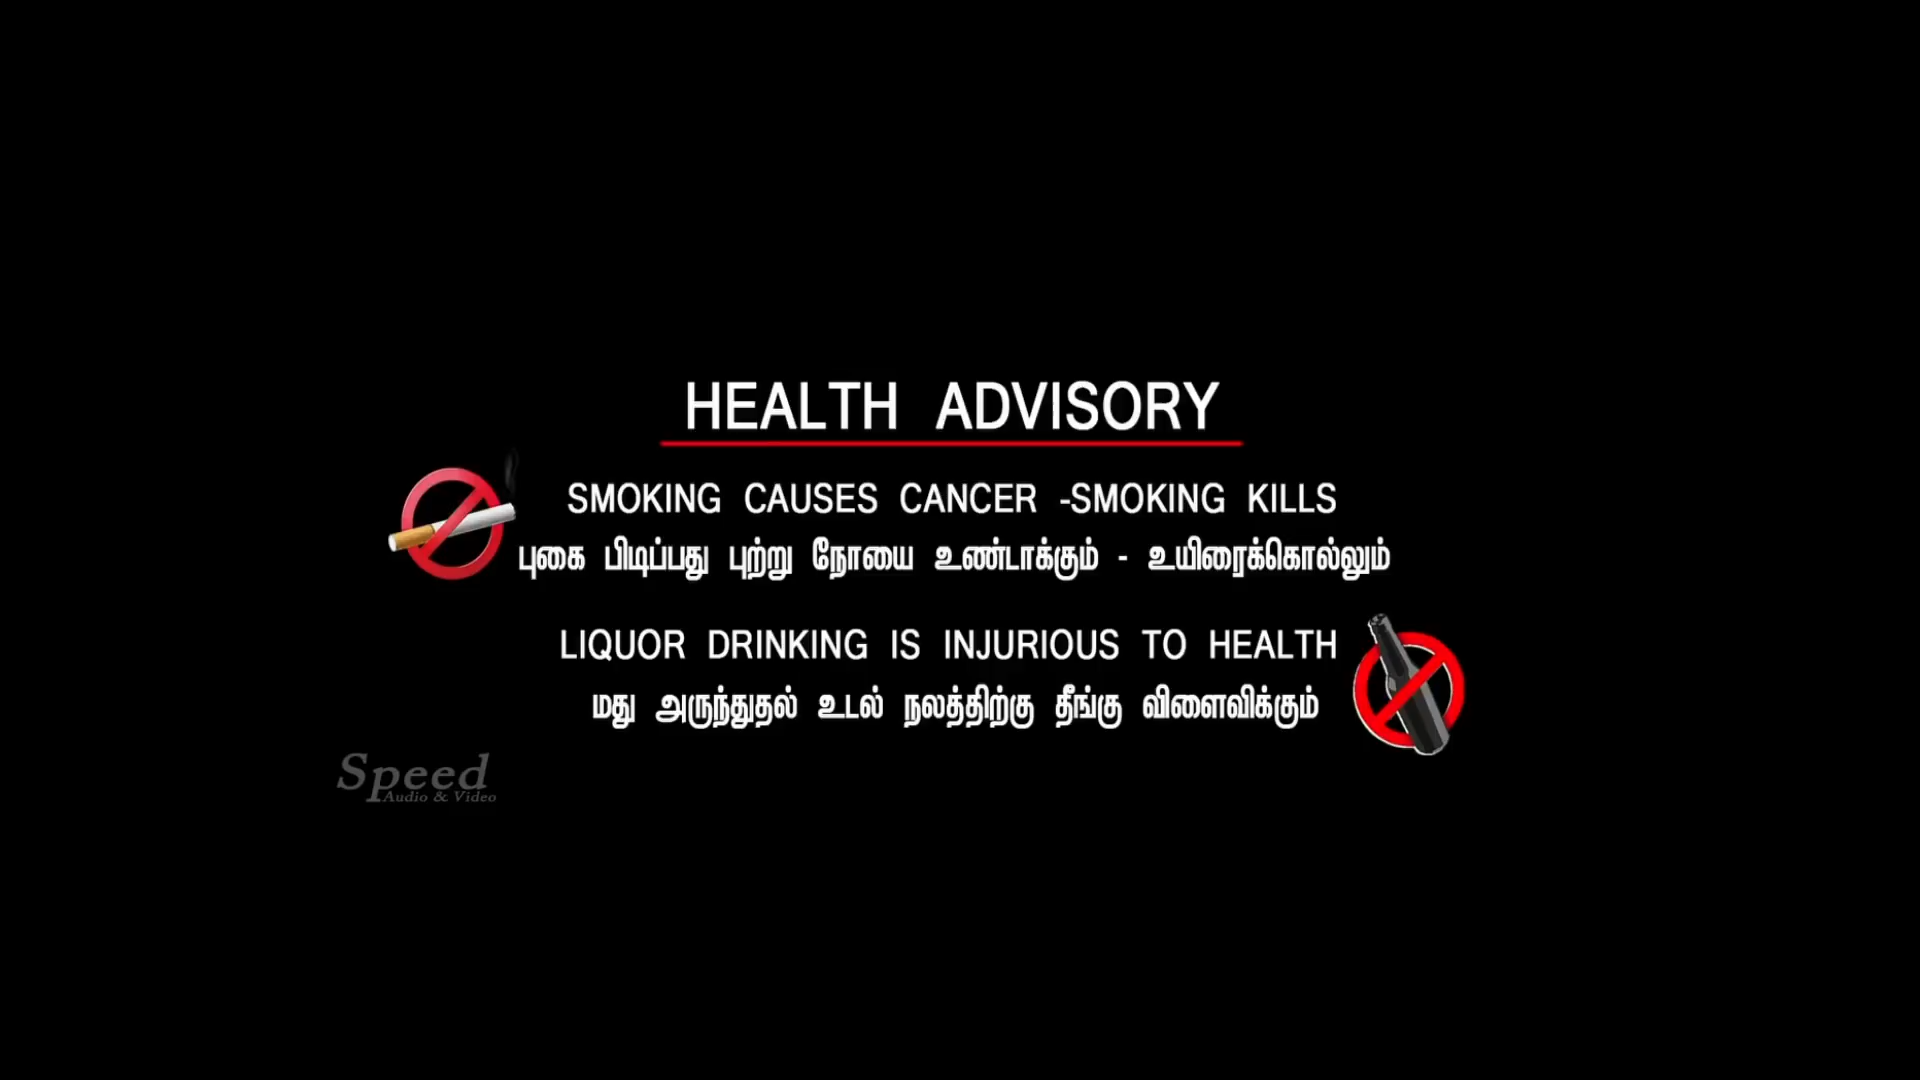 HEALTH ADVISORY
SMOKING CAUSES CANCER -SMOKING KILLS
புகை பிடிப்பது புற்று நோயை உண்டாக்கும் - உயிரைக்கொல்லும்
LIQUOR DRINKING IS INJURIOUS TO HEALTH
மது அருந்துதல் உடல் நலத்திற்கு தீங்கு விளைவிக்கும்
Speed
Audio & Video